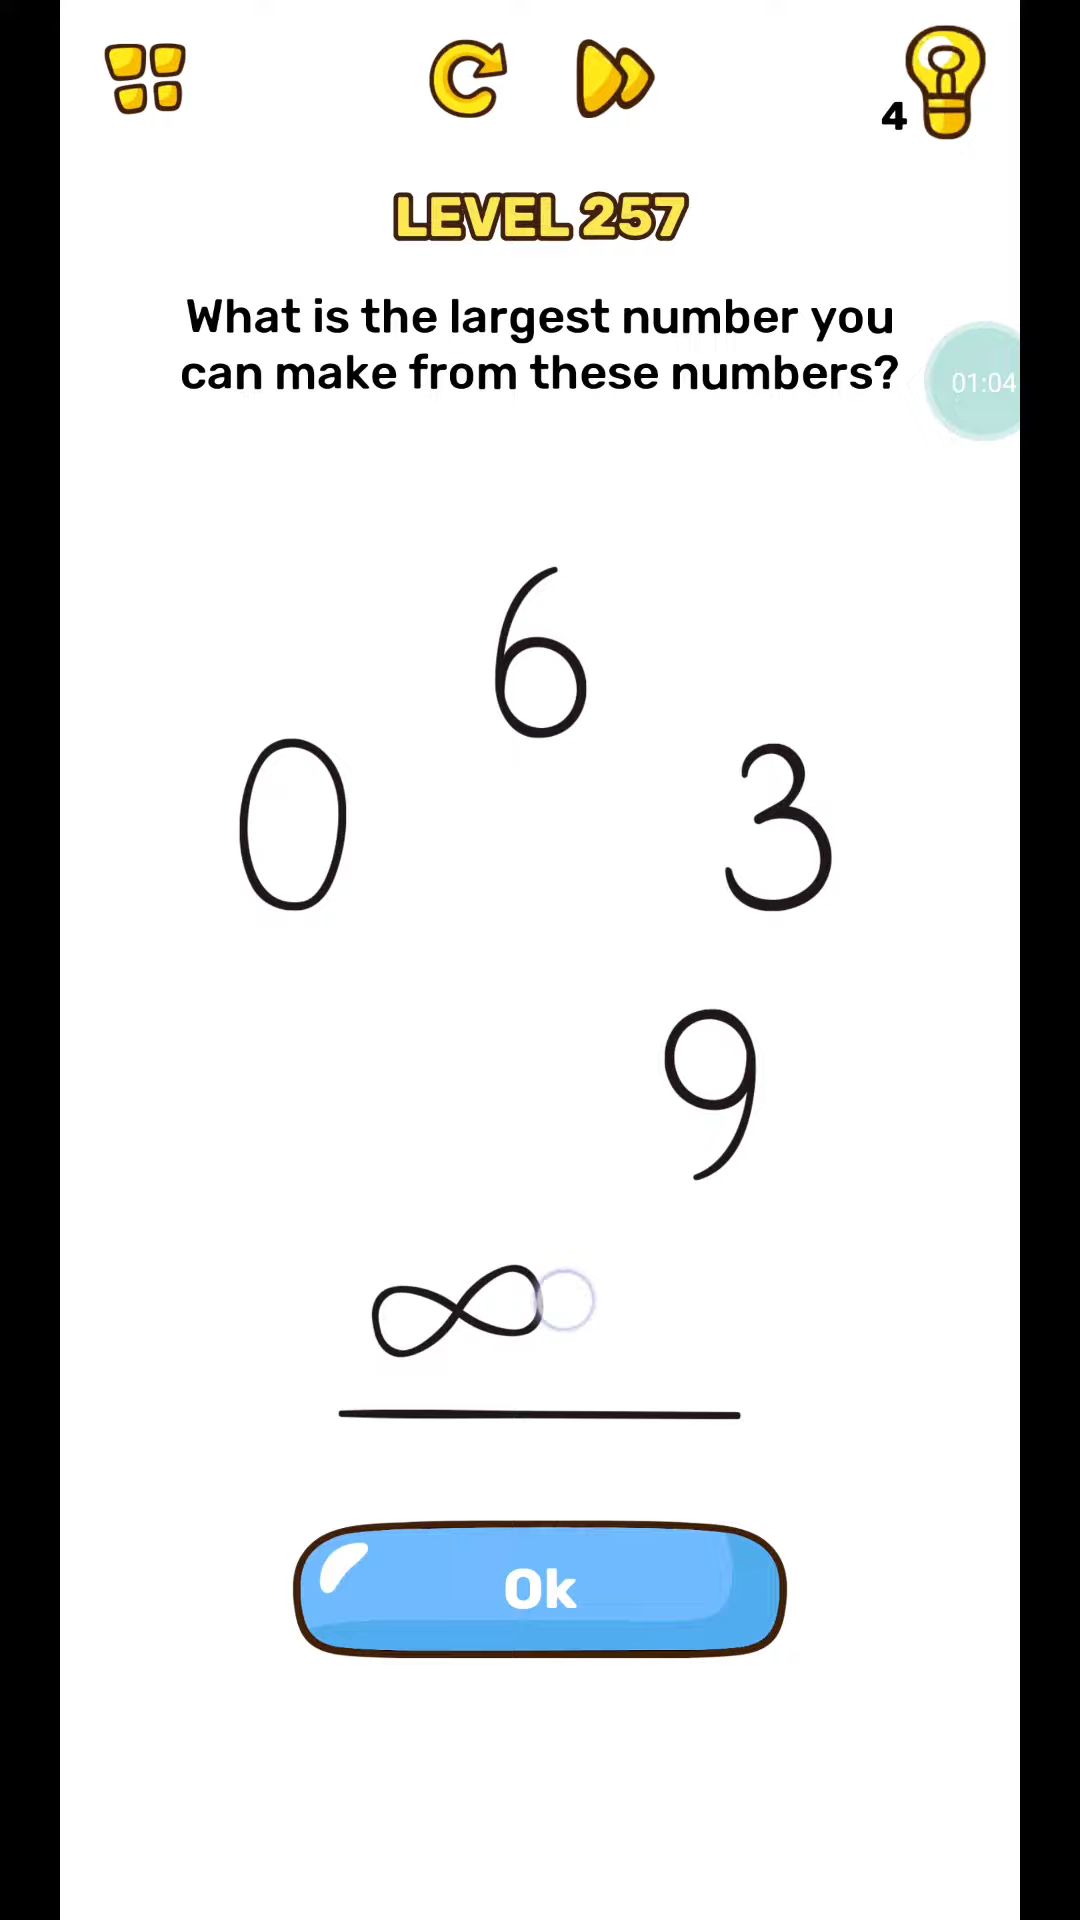 4
LEVEL 257
What is the largest number you
can make from these numbers?
01:04
6
0
3
9
∞
Ok